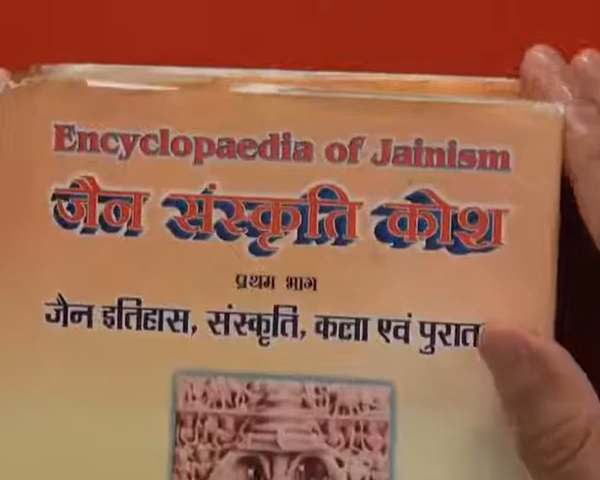 Encyclopaedia of Jainism
जैन संस्कृति कोश
प्रथम भाग
जैन इतिहास, संस्कृति, कला एवं